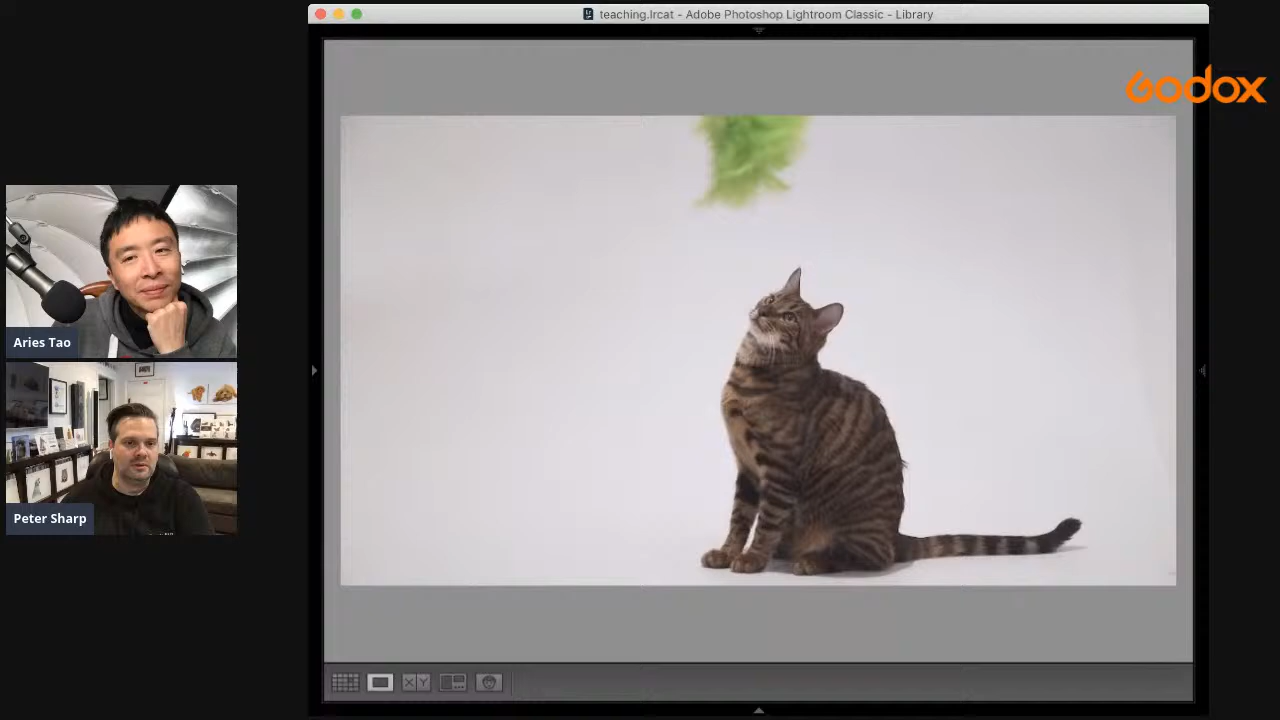 teaching.lrcat - Adobe Photoshop Lightroom Classic - Library
Godox
Aries Tao
Peter Sharp
X Y